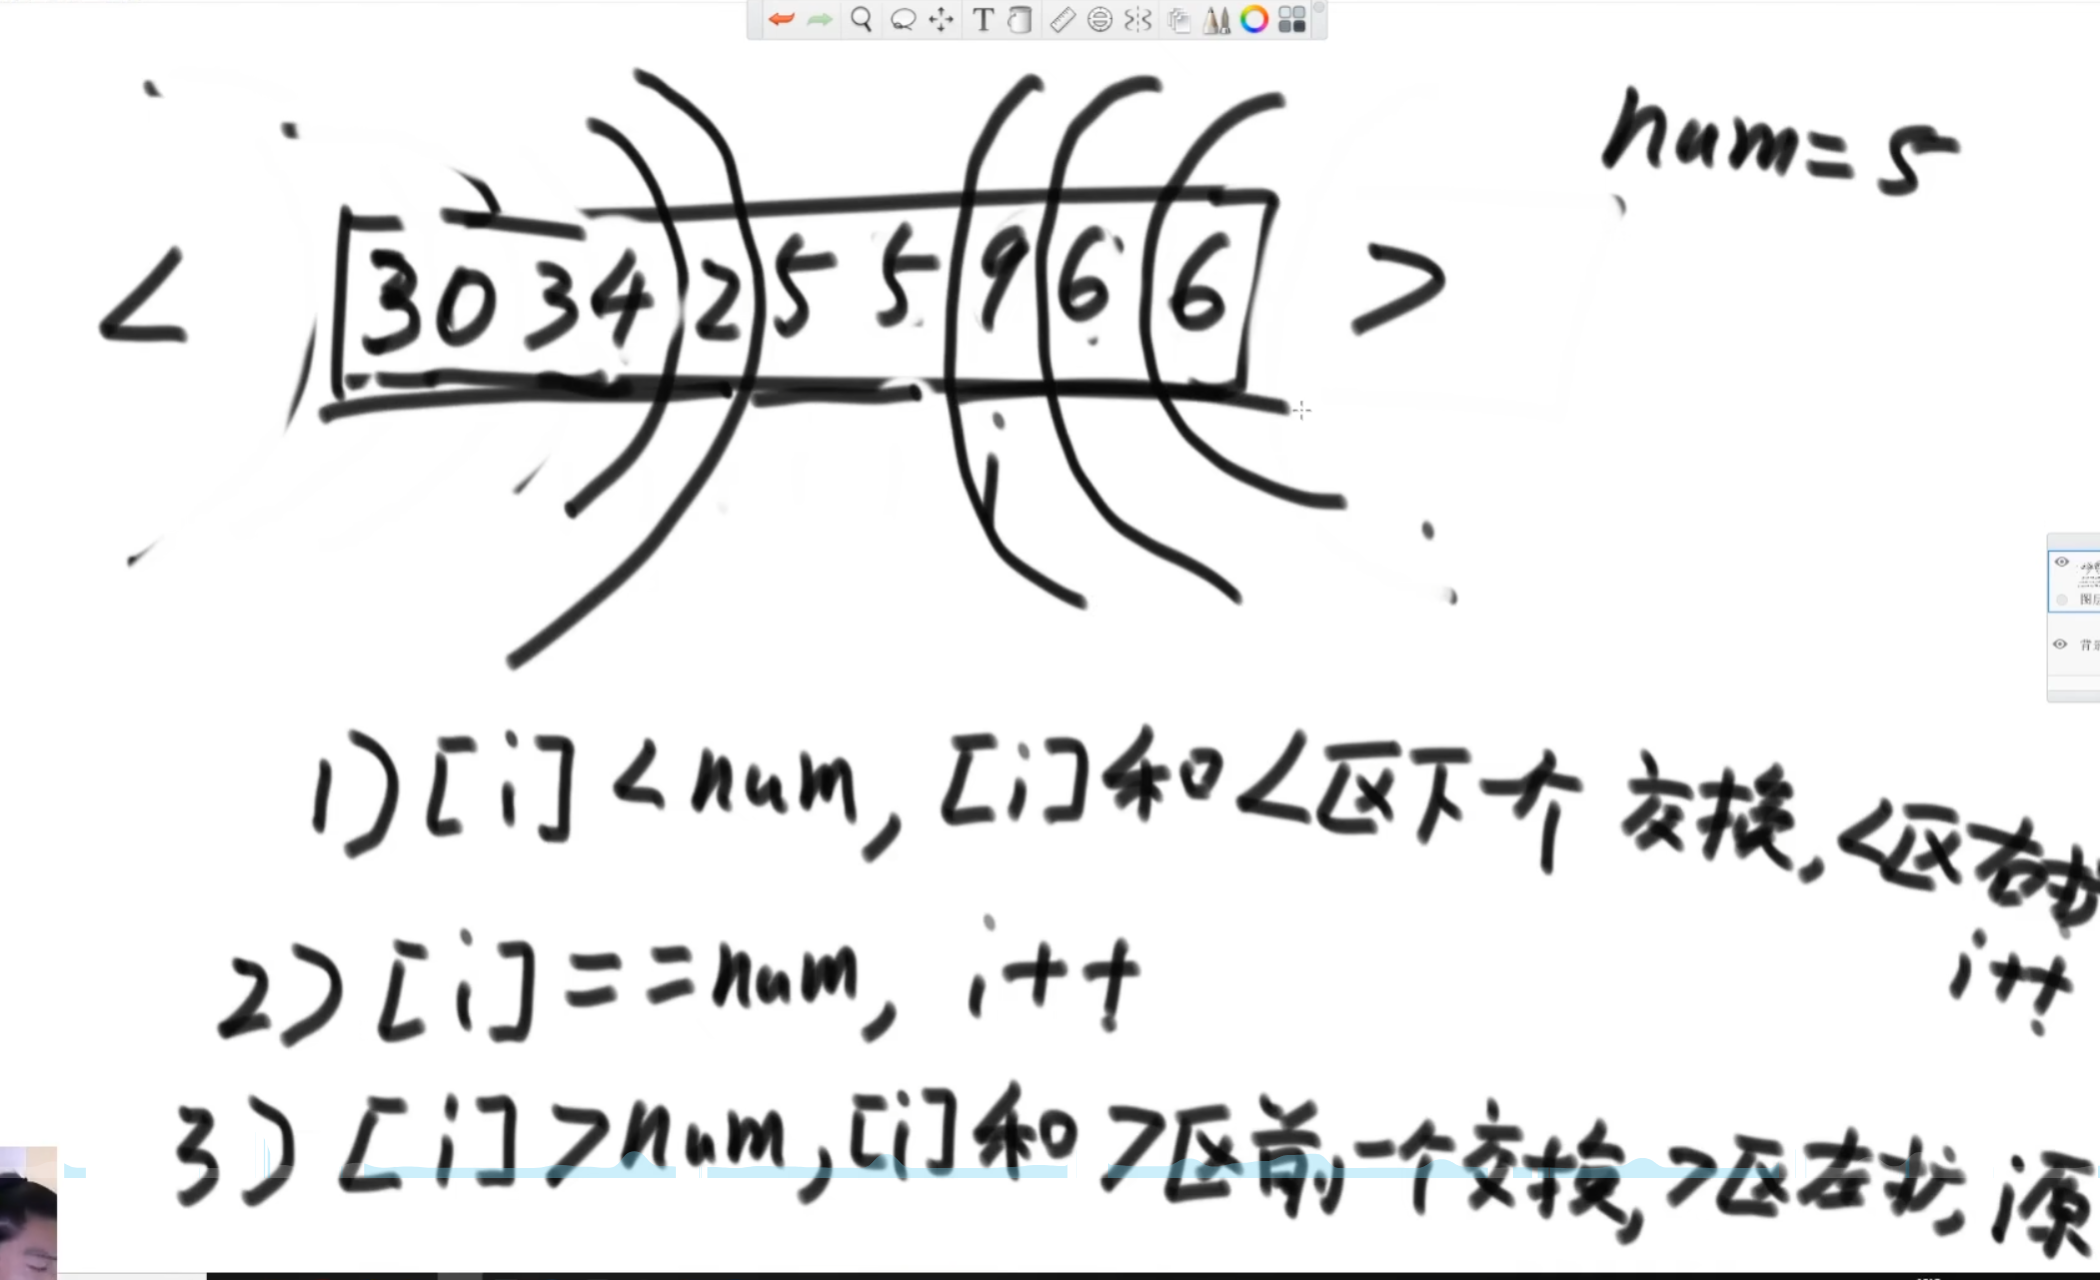 num=5
< 3 0 3 4 2 5 5 9 6 6 >
i
1) [i] < num, [i]和<区下一个交换, <区右扩
i++
2) [i] == num, i++
3) [i] > num, [i]和>区前一个交换, >区左扩, i原